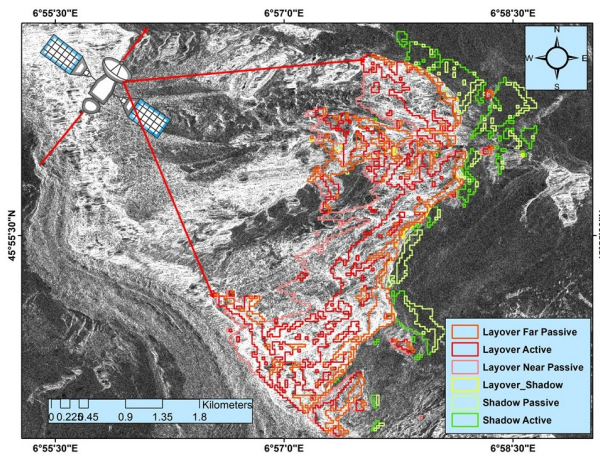 6°55'30"E 6°57'0"E 6°58'30"E
N
W E
S
45°55'30"N
Layover Far Passive
Layover Active
Layover Near Passive
Layover_Shadow
Shadow Passive
Shadow Active
Kilometers
0 0.225 0.45 0.9 1.35 1.8
6°55'30"E 6°57'0"E 6°58'30"E